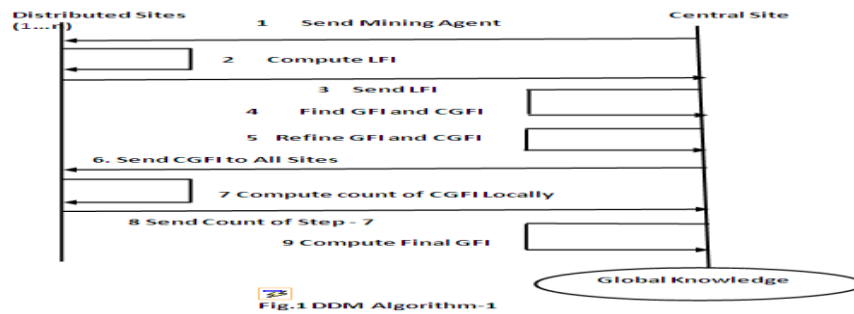 Distributed Sites
(1...n)
Central Site
1 Send Mining Agent
2 Compute LFI
3 Send LFI
4 Find GFI and CGFI
5 Refine GFI and CGFI
6. Send CGFI to All Sites
7 Compute count of CGFI Locally
8 Send Count of Step - 7
9 Compute Final GFI
Global Knowledge
Fig.1 DDM Algorithm-1